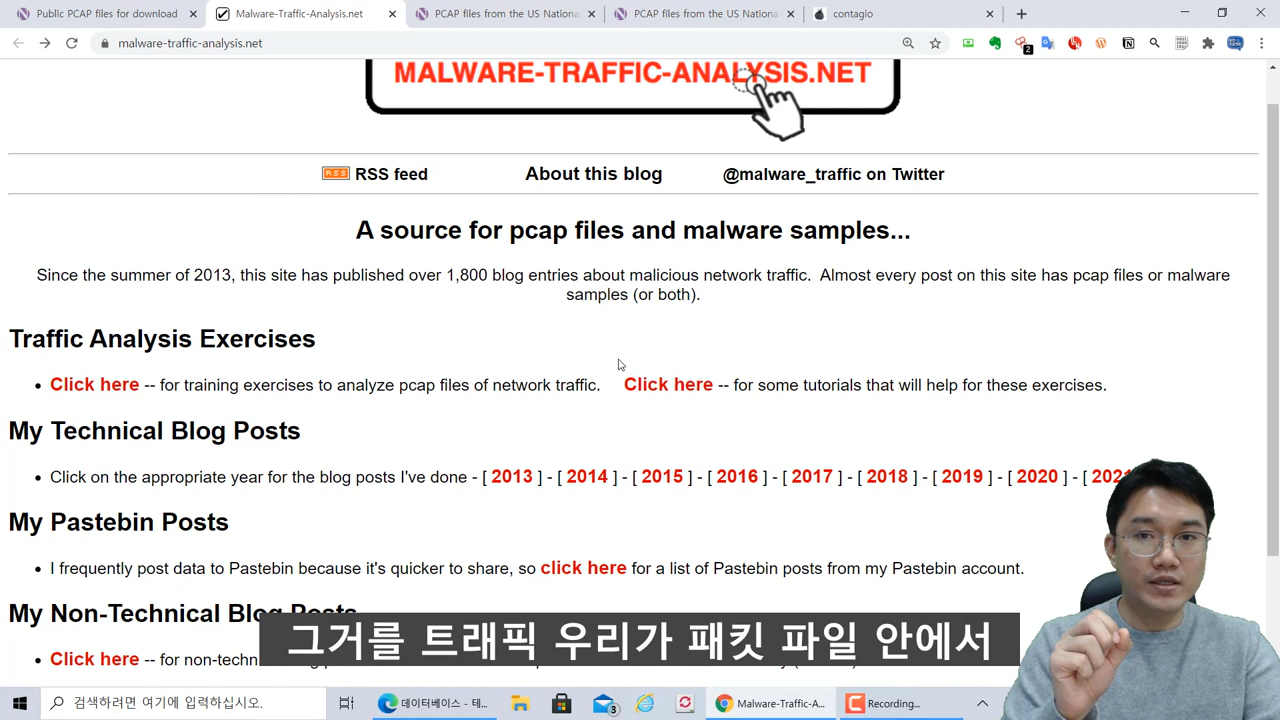 Public PCAP files for download
Malware-Traffic-Analysis.net
PCAP files from the US Nationa
PCAP files from the US Nationa
contagio
malware-traffic-analysis.net
2
MALWARE-TRAFFIC-ANALYSIS.NET
RSS RSS feed
About this blog
@malware_traffic on Twitter
A source for pcap files and malware samples...
Since the summer of 2013, this site has published over 1,800 blog entries about malicious network traffic. Almost every post on this site has pcap files or malware
samples (or both).
Traffic Analysis Exercises
• Click here -- for training exercises to analyze pcap files of network traffic. Click here -- for some tutorials that will help for these exercises.
My Technical Blog Posts
• Click on the appropriate year for the blog posts I've done - [ 2013 ] - [ 2014 ] - [ 2015 ] - [ 2016 ] - [ 2017 ] - [ 2018 ] - [ 2019 ] - [ 2020 ] - [ 2021
My Pastebin Posts
• I frequently post data to Pastebin because it's quicker to share, so click here for a list of Pastebin posts from my Pastebin account.
My Non-Technical Blog Posts
• Click here -- for non-techn
그거를 트래픽 우리가 패킷 파일 안에서
검색하려면 여기에 입력하십시오.
데이터베이스 - 테...
3
Malware-Traffic-A...
Recording...